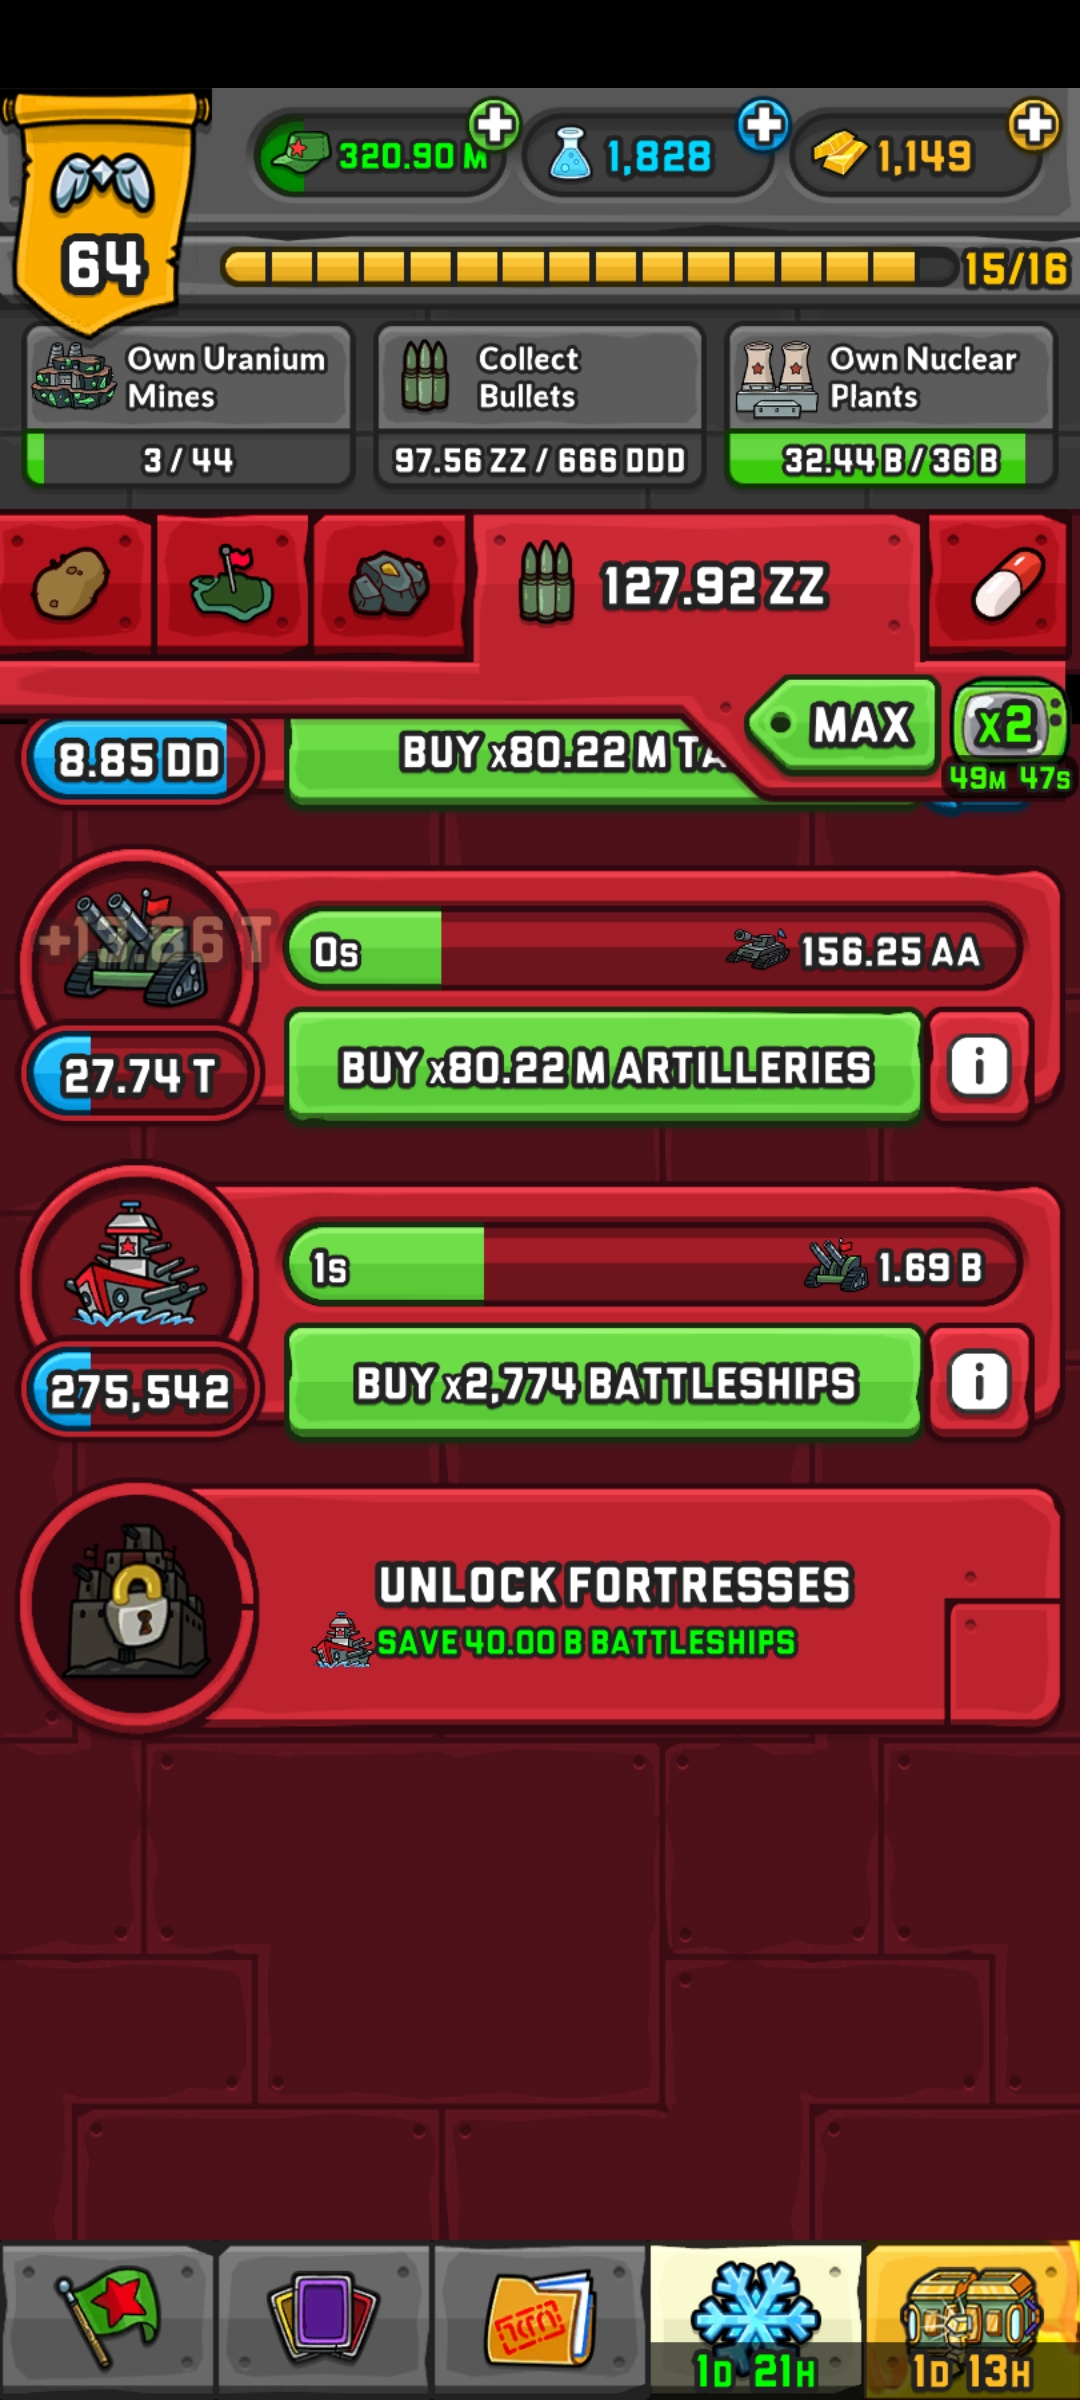 320.90 M
1,828
1,149
64
15/16
Own Uranium
Mines
3 / 44
Collect
Bullets
97.56 ZZ / 666 DDD
Own Nuclear
Plants
32.44 B / 36 B
127.92 ZZ
MAX
x2
49M 47S
8.85 DD
BUY x80.22 M TA
+13.86 T
0s
156.25 AA
27.74 T
BUY x80.22 M ARTILLERIES
i
1s
1.69 B
275,542
BUY x2,774 BATTLESHIPS
i
UNLOCK FORTRESSES
SAVE 40.00 B BATTLESHIPS
1D 21H
1D 13H